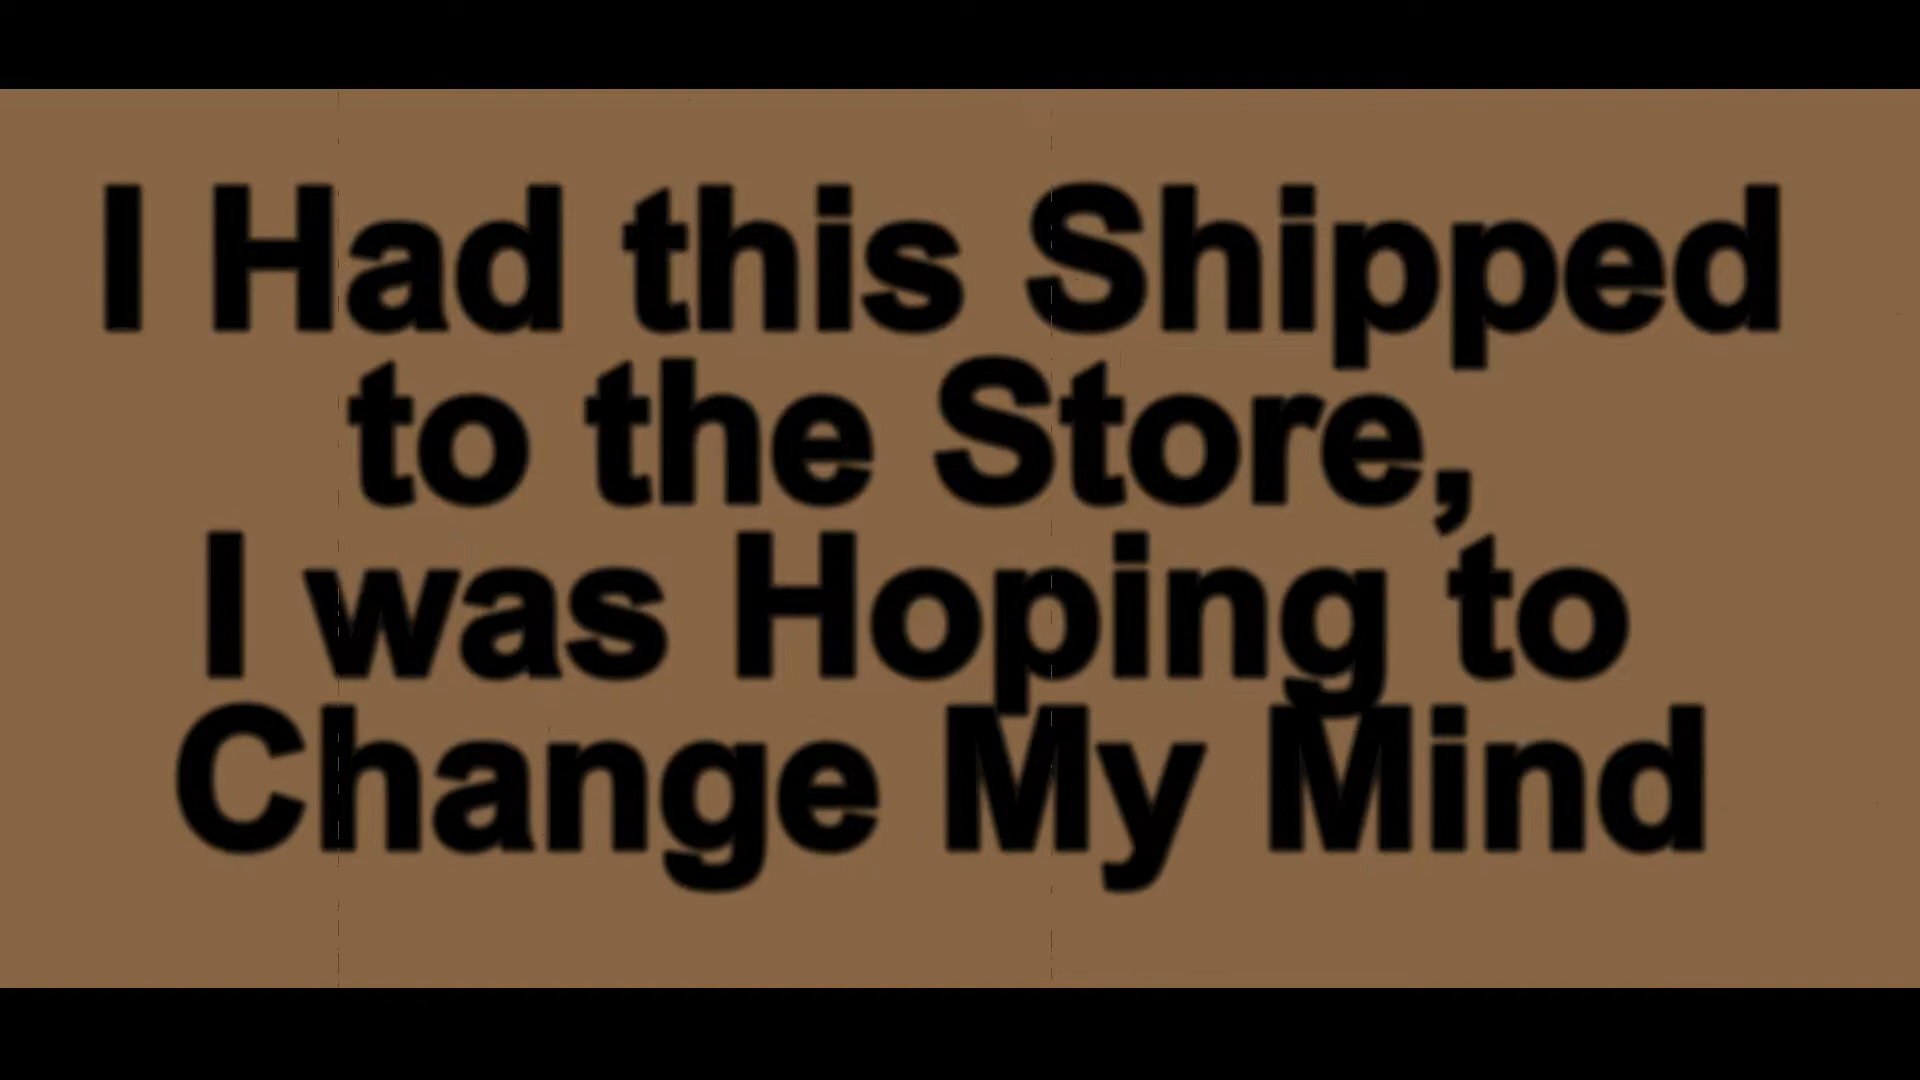 I Had this Shipped
to the Store,
I was Hoping to
Change My Mind